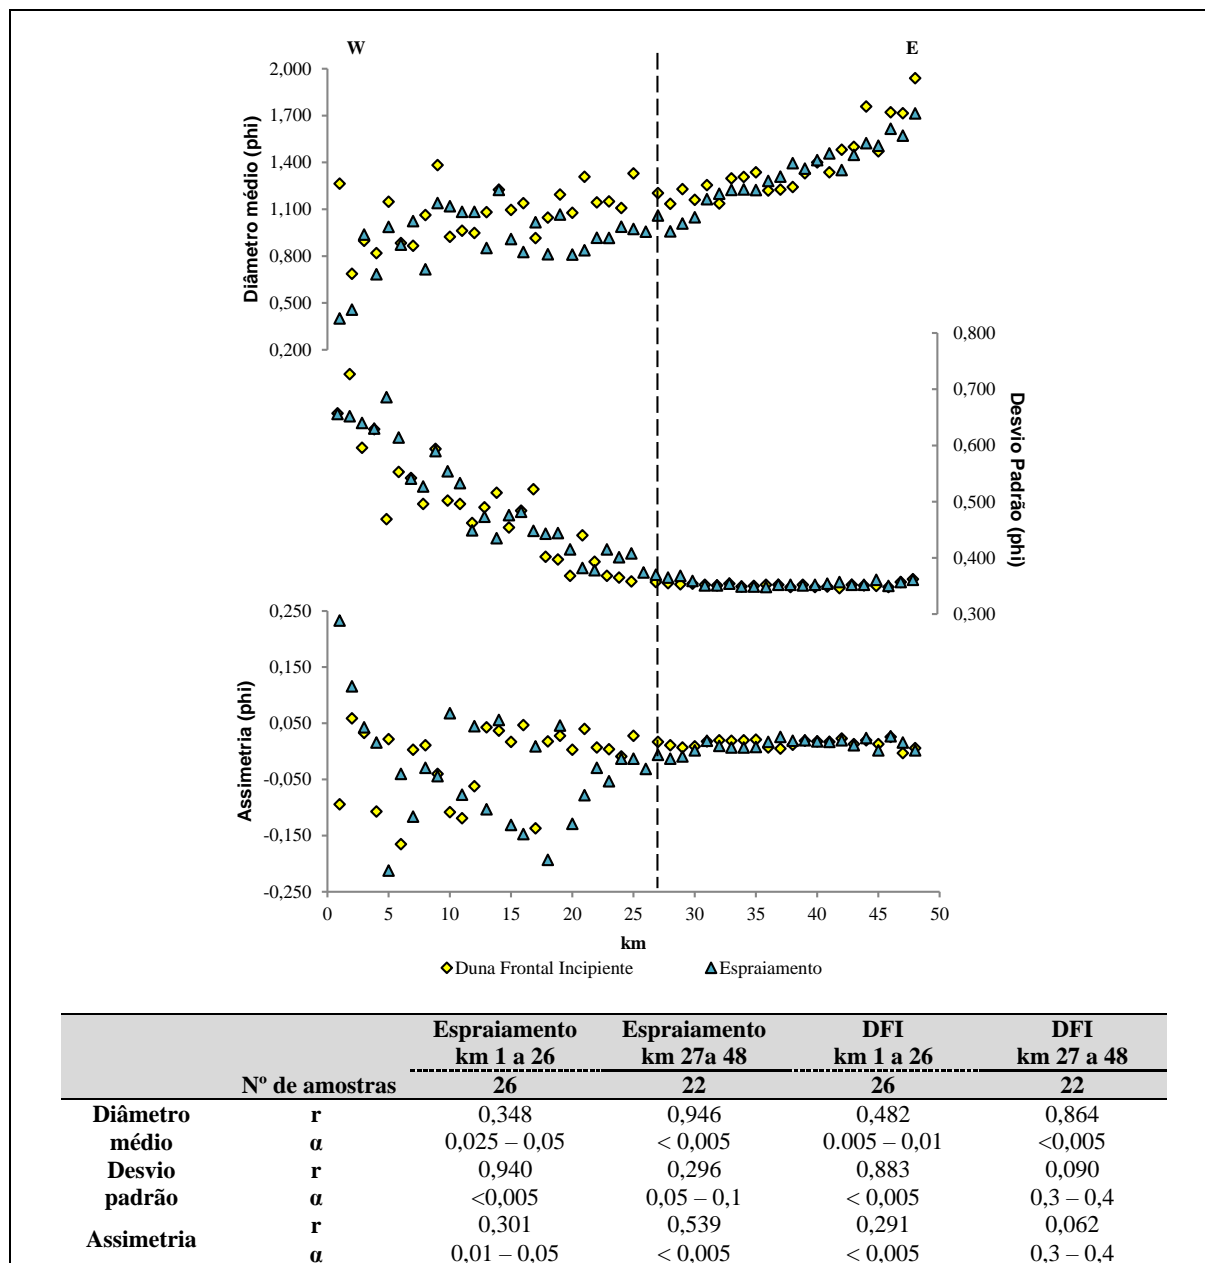 W E
2,000
1,700
1,400
1,100
0,800
0,500
0,200
Diâmetro médio (phi)
0,800
0,700
0,600
0,500
0,400
0,300
Desvio Padrão (phi)
0,250
0,150
0,050
-0,050
-0,150
-0,250
Assimetria (phi)
0 5 10 15 20 25 30 35 40 45 50
km
Duna Frontal Incipiente Espraiamento
Espraiamento Espraiamento DFI DFI
km 1 a 26 km 27a 48 km 1 a 26 km 27 a 48
Nº de amostras 26 22 26 22
Diâmetro r 0,348 0,946 0,482 0,864
médio α 0,025 – 0,05 < 0,005 0.005 – 0,01 <0,005
Desvio r 0,940 0,296 0,883 0,090
padrão α <0,005 0,05 – 0,1 < 0,005 0,3 – 0,4
Assimetria r 0,301 0,539 0,291 0,062
α 0,01 – 0,05 < 0,005 < 0,005 0,3 – 0,4